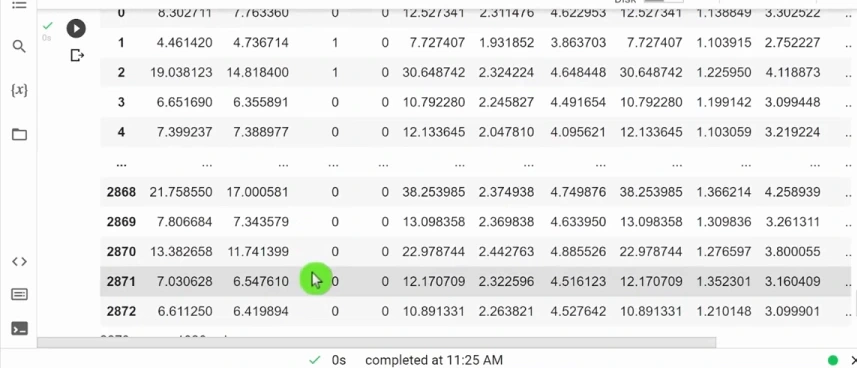 Disk
0 8.302711 7.763360 0 0 12.527341 2.311476 4.622953 12.527341 1.138849 3.302522 ..
0s
1 4.461420 4.736714 1 0 7.727407 1.931852 3.863703 7.727407 1.103915 2.752227 ..
2 19.038123 14.818400 1 0 30.648742 2.324224 4.648448 30.648742 1.225950 4.118873 ..
{x}
3 6.651690 6.355891 0 0 10.792280 2.245827 4.491654 10.792280 1.199142 3.099448 ..
4 7.399237 7.388977 0 0 12.133645 2.047810 4.095621 12.133645 1.103059 3.219224 ..
... ... ... ... ... ... ... ... ... ... ... ..
2868 21.758550 17.000581 0 0 38.253985 2.374938 4.749876 38.253985 1.366214 4.258939 ..
2869 7.806684 7.343579 0 0 13.098358 2.369838 4.633950 13.098358 1.309836 3.261311 ..
2870 13.382658 11.741399 0 0 22.978744 2.442763 4.885526 22.978744 1.276597 3.800055 ..
2871 7.030628 6.547610 0 0 12.170709 2.322596 4.516123 12.170709 1.352301 3.160409 ..
2872 6.611250 6.419894 0 0 10.891331 2.263821 4.527642 10.891331 1.210148 3.099901 ..
0s completed at 11:25 AM